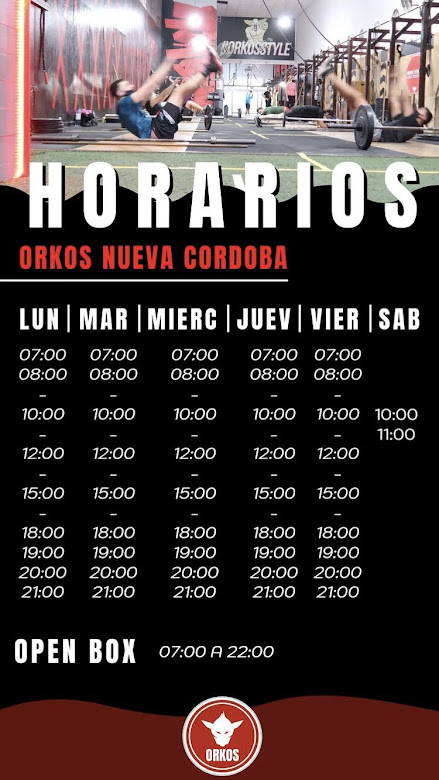 #ORKOSSTYLE
HORARIOS
ORKOS NUEVA CORDOBA
LUN | MAR | MIERC | JUEV | VIER | SAB
07:00 07:00 07:00 07:00 07:00
08:00 08:00 08:00 08:00 08:00
- - - - -
10:00 10:00 10:00 10:00 10:00 10:00
- - - - - 11:00
12:00 12:00 12:00 12:00 12:00
- - - - -
15:00 15:00 15:00 15:00 15:00
- - - - -
18:00 18:00 18:00 18:00 18:00
19:00 19:00 19:00 19:00 19:00
20:00 20:00 20:00 20:00 20:00
21:00 21:00 21:00 21:00 21:00
OPEN BOX 07:00 A 22:00
ORKOS